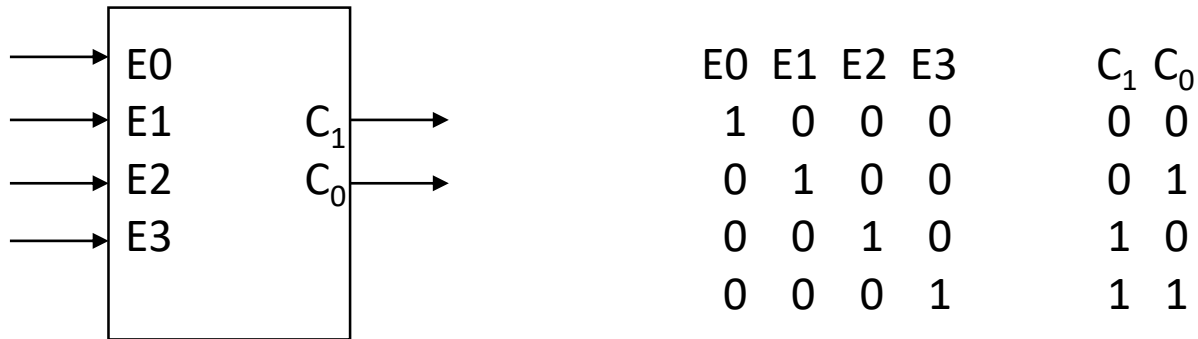 E0
E1 C₁
E2 C₀
E3
E0 E1 E2 E3 C₁ C₀
1 0 0 0 0 0
0 1 0 0 0 1
0 0 1 0 1 0
0 0 0 1 1 1